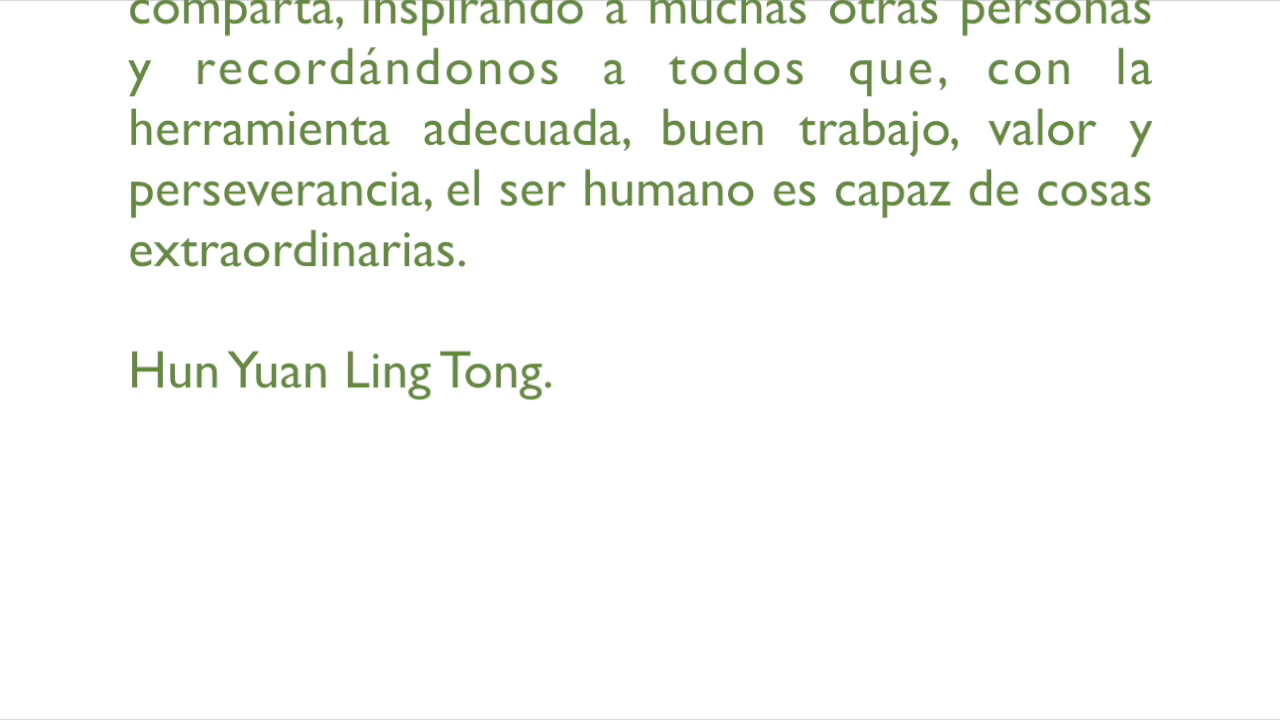 comparta, inspirando a muchas otras personas
y recordándonos a todos que, con la
herramienta adecuada, buen trabajo, valor y
perseverancia, el ser humano es capaz de cosas
extraordinarias.
Hun Yuan Ling Tong.